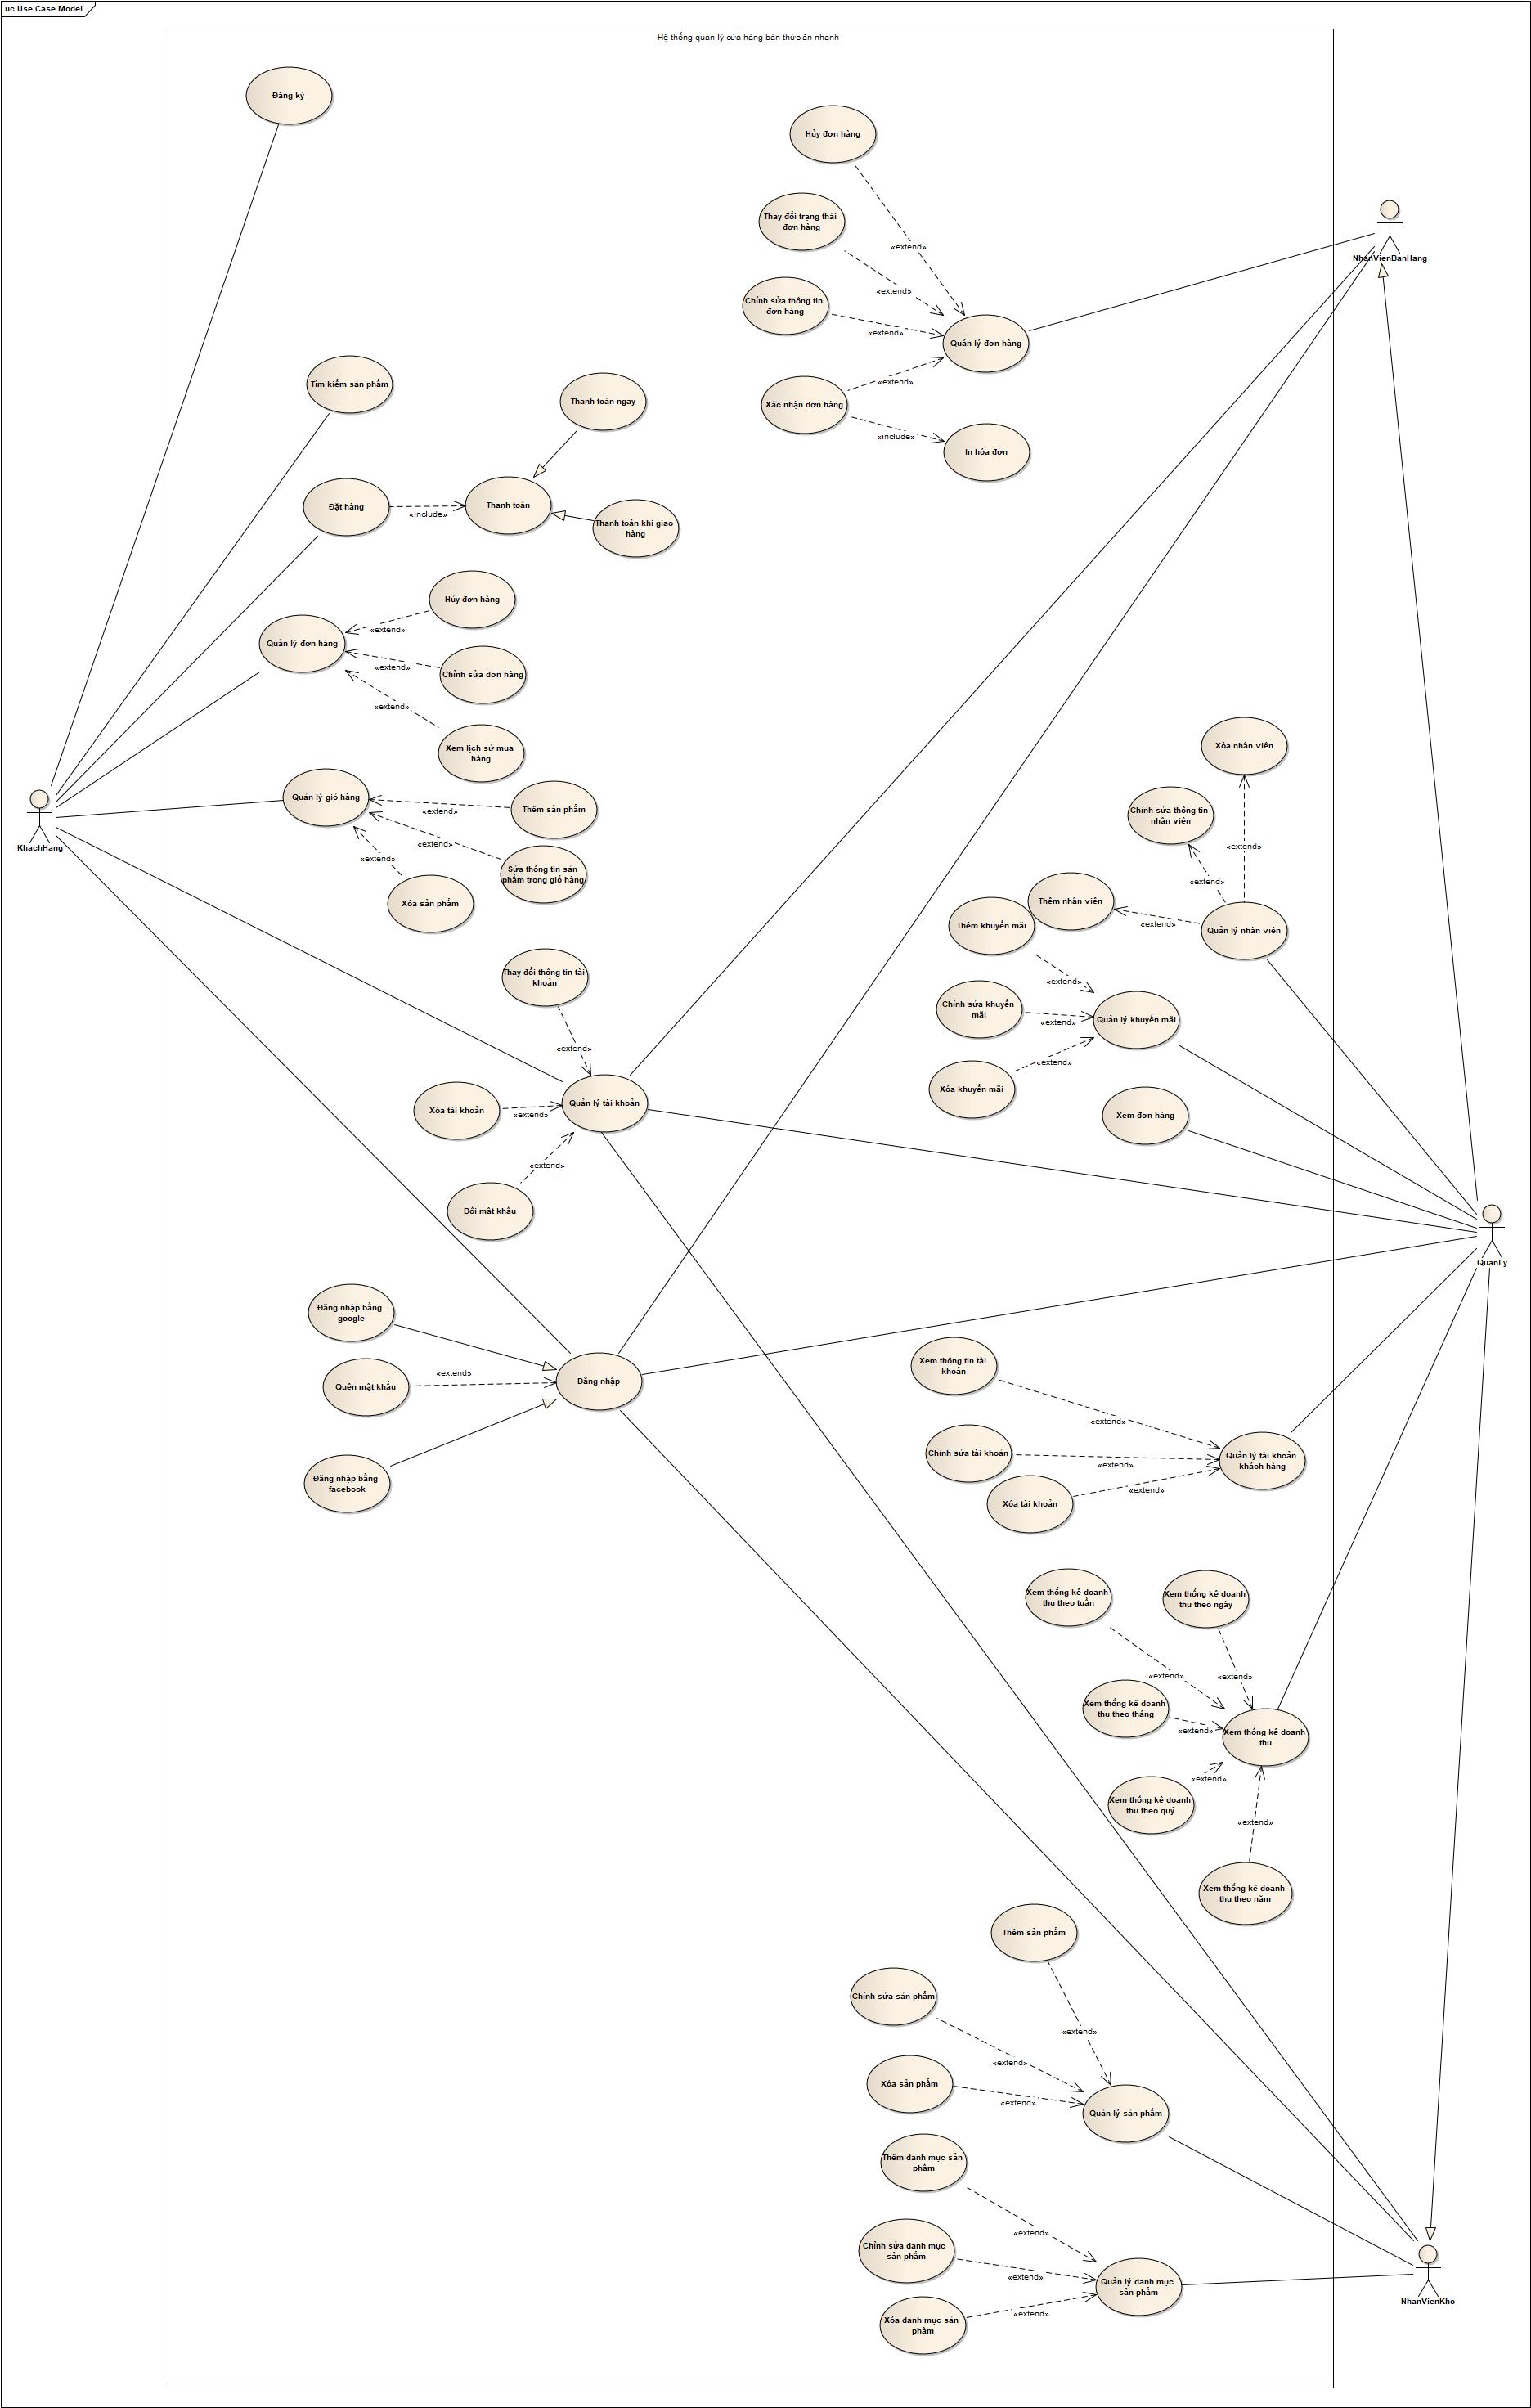 uc Use Case Model
Hệ thống quản lý cửa hàng bán thức ăn nhanh
Đăng ký
Hủy đơn hàng
Thay đổi trạng thái
đơn hàng
«extend»
NhanVienBanHang
«extend»
Chỉnh sửa thông tin
đơn hàng
«extend»
Quản lý đơn hàng
Tìm kiếm sản phẩm
«extend»
Thanh toán ngay
Xác nhận đơn hàng
«include»
In hóa đơn
Đặt hàng
«include»
Thanh toán
Thanh toán khi giao
hàng
Hủy đơn hàng
«extend»
Quản lý đơn hàng
«extend»
Chỉnh sửa đơn hàng
«extend»
Xem lịch sử mua
hàng
Xóa nhân viên
Quản lý giỏ hàng
«extend»
Thêm sản phẩm
Chỉnh sửa thông tin
nhân viên
KhachHang
«extend»
«extend»
«extend»
Sửa thông tin sản
phẩm trong giỏ hàng
«extend»
Xóa sản phẩm
Thêm nhân viên
Thêm khuyến mãi
«extend»
Quản lý nhân viên
Thay đổi thông tin tài
khoản
«extend»
Chỉnh sửa khuyến
mãi
«extend»
Quản lý khuyến mãi
«extend»
«extend»
Xóa khuyến mãi
Xóa tài khoản
«extend»
Quản lý tài khoản
Xem đơn hàng
«extend»
Đổi mật khẩu
QuanLy
Đăng nhập bằng
google
«extend»
Quên mật khẩu
Đăng nhập
Xem thông tin tài
khoản
«extend»
Chỉnh sửa tài khoản
«extend»
Quản lý tài khoản
khách hàng
Đăng nhập bằng
facebook
«extend»
Xóa tài khoản
Xem thống kê doanh
thu theo tuần
Xem thống kê doanh
thu theo ngày
«extend»
«extend»
Xem thống kê doanh
thu theo tháng
«extend»
Xem thống kê doanh
thu
«extend»
Xem thống kê doanh
thu theo quý
«extend»
Xem thống kê doanh
thu theo năm
Thêm sản phẩm
Chỉnh sửa sản phẩm
«extend»
«extend»
Xóa sản phẩm
«extend»
Quản lý sản phẩm
Thêm danh mục sản
phẩm
«extend»
Chỉnh sửa danh mục
sản phẩm
«extend»
Quản lý danh mục
sản phẩm
«extend»
Xóa danh mục sản
phâm
NhanVienKho